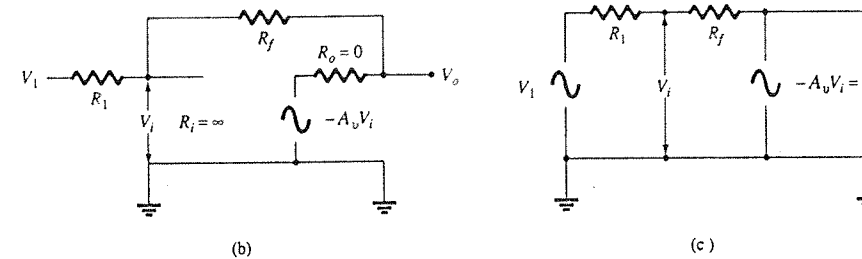 R_f
R_o = 0
V_1
R_1
V_i
R_i = ∞
-A_v V_i
V_o
(b)
R_1
R_f
V_1
V_i
-A_v V_i =
(c )